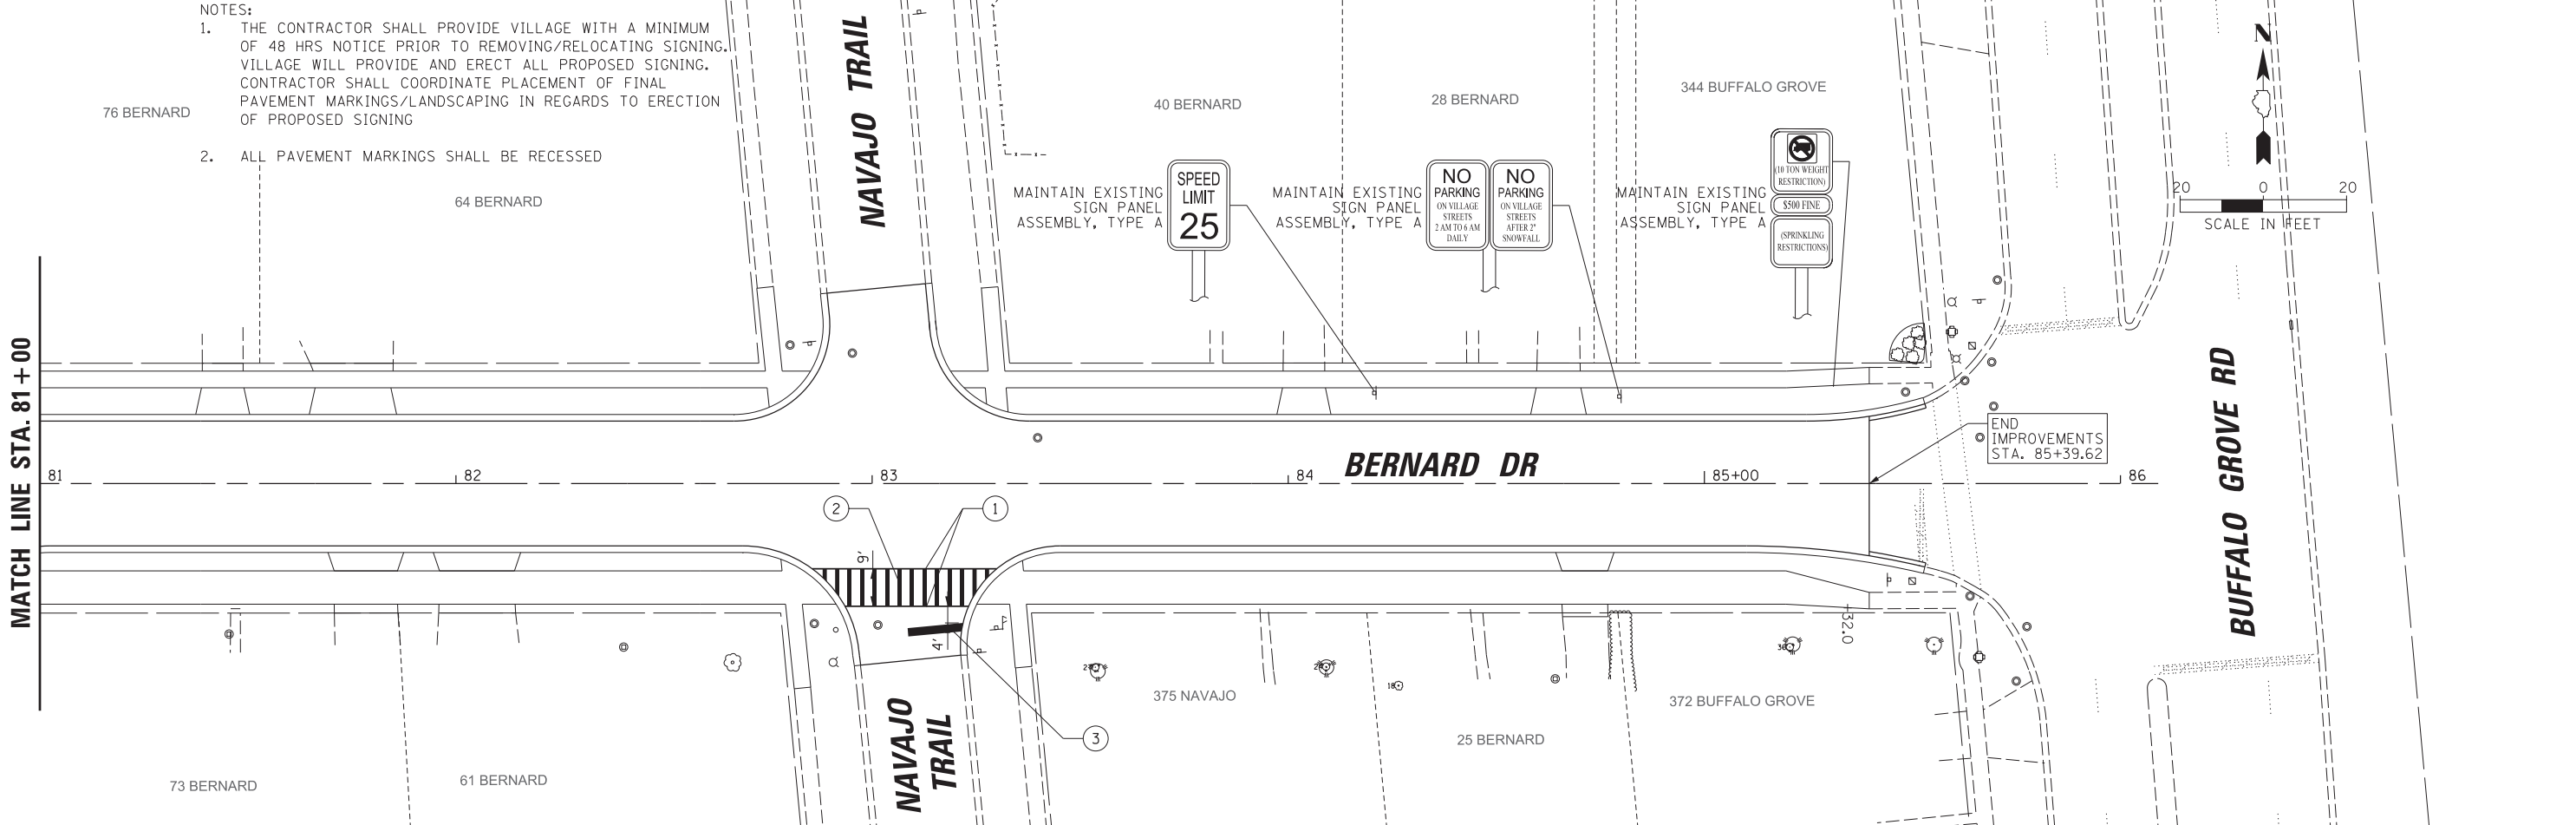 NOTES:
1. THE CONTRACTOR SHALL PROVIDE VILLAGE WITH A MINIMUM
OF 48 HRS NOTICE PRIOR TO REMOVING/RELOCATING SIGNING.
VILLAGE WILL PROVIDE AND ERECT ALL PROPOSED SIGNING.
CONTRACTOR SHALL COORDINATE PLACEMENT OF FINAL
PAVEMENT MARKINGS/LANDSCAPING IN REGARDS TO ERECTION
OF PROPOSED SIGNING
2. ALL PAVEMENT MARKINGS SHALL BE RECESSED
76 BERNARD
64 BERNARD
NAVAJO TRAIL
40 BERNARD
28 BERNARD
344 BUFFALO GROVE
MAINTAIN EXISTING
SIGN PANEL
ASSEMBLY, TYPE A
SPEED
LIMIT
25
MAINTAIN EXISTING
SIGN PANEL
ASSEMBLY, TYPE A
NO
PARKING
ON VILLAGE
STREETS
2 AM TO 6 AM
DAILY
NO
PARKING
ON VILLAGE
STREETS
AFTER 2"
SNOWFALL
MAINTAIN EXISTING
SIGN PANEL
ASSEMBLY, TYPE A
(10 TON WEIGHT
RESTRICTION)
$500 FINE
(SPRINKLING
RESTRICTIONS)
N
20 0 20
SCALE IN FEET
MATCH LINE STA. 81+00
81
82
83
84
85+00
86
BERNARD DR
END
IMPROVEMENTS
STA. 85+39.62
BUFFALO GROVE RD
2
1
9'
4'
3
32.0
NAVAJO
TRAIL
73 BERNARD
61 BERNARD
375 NAVAJO
25 BERNARD
372 BUFFALO GROVE
18